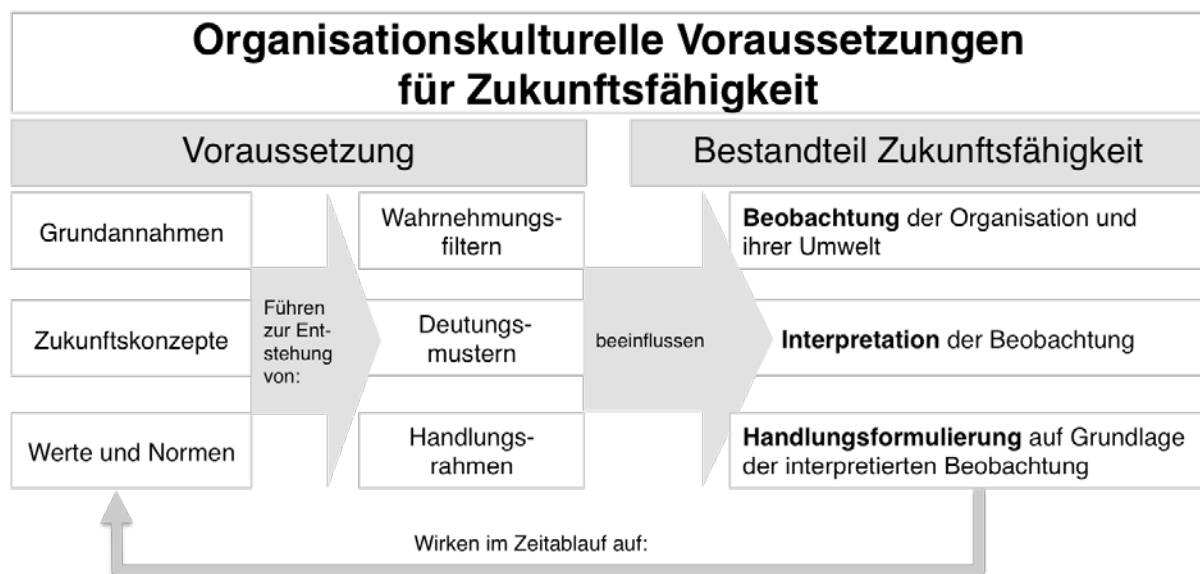 Organisationskulturelle Voraussetzungen
für Zukunftsfähigkeit
Voraussetzung
Bestandteil Zukunftsfähigkeit
Grundannahmen
Zukunftskonzepte
Werte und Normen
Führen
zur Ent-
stehung
von:
Wahrnehmungs-
filtern
Deutungs-
mustern
Handlungs-
rahmen
beeinflussen
Beobachtung der Organisation und
ihrer Umwelt
Interpretation der Beobachtung
Handlungsformulierung auf Grundlage
der interpretierten Beobachtung
Wirken im Zeitablauf auf: